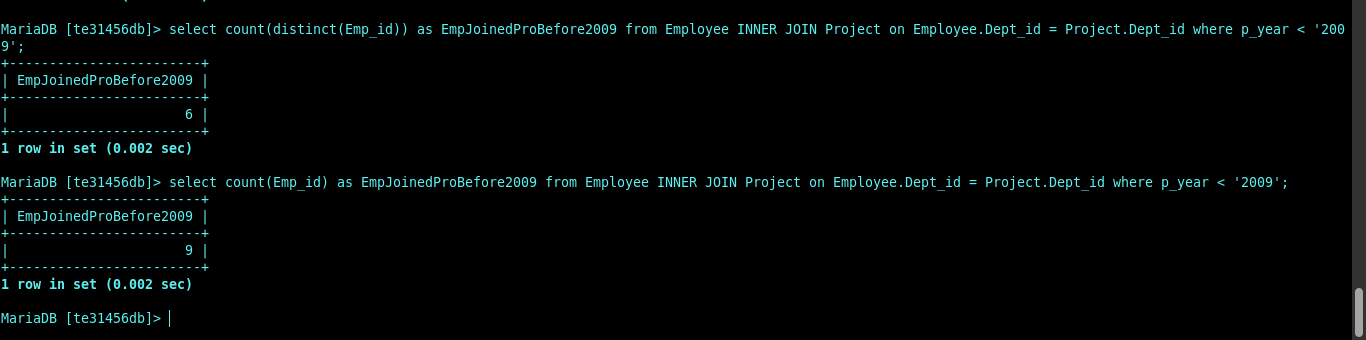 MariaDB [te31456db]> select count(distinct(Emp_id)) as EmpJoinedProBefore2009 from Employee INNER JOIN Project on Employee.Dept_id = Project.Dept_id where p_year < '200
9';
+------------------------+
| EmpJoinedProBefore2009 |
+------------------------+
|                      6 |
+------------------------+
1 row in set (0.002 sec)
MariaDB [te31456db]> select count(Emp_id) as EmpJoinedProBefore2009 from Employee INNER JOIN Project on Employee.Dept_id = Project.Dept_id where p_year < '2009';
+------------------------+
| EmpJoinedProBefore2009 |
+------------------------+
|                      9 |
+------------------------+
1 row in set (0.002 sec)
MariaDB [te31456db]>